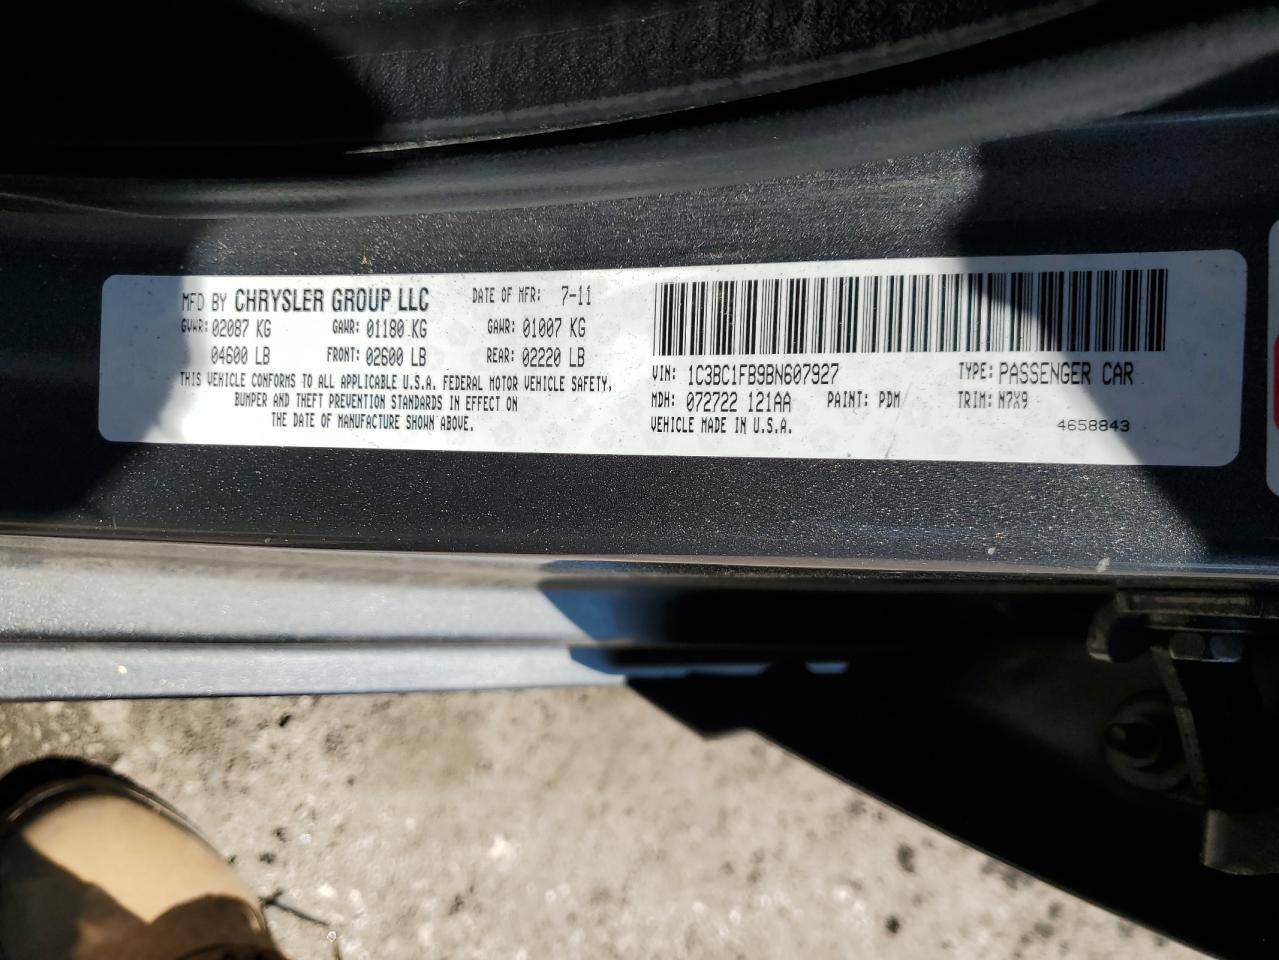 MFD BY CHRYSLER GROUP LLC DATE OF MFR: 7-11
GVWR: 02087 KG GAWR: 01180 KG GAWR: 01007 KG
04600 LB FRONT: 02600 LB REAR: 02220 LB
THIS VEHICLE CONFORMS TO ALL APPLICABLE U.S.A. FEDERAL MOTOR VEHICLE SAFETY,
BUMPER AND THEFT PREVENTION STANDARDS IN EFFECT ON
THE DATE OF MANUFACTURE SHOWN ABOVE.
VIN: 1C3BC1FB9BN607927 TYPE: PASSENGER CAR
MDH: 072722 121AA PAINT: PDM TRIM: N7X9
VEHICLE MADE IN U.S.A. 4658843